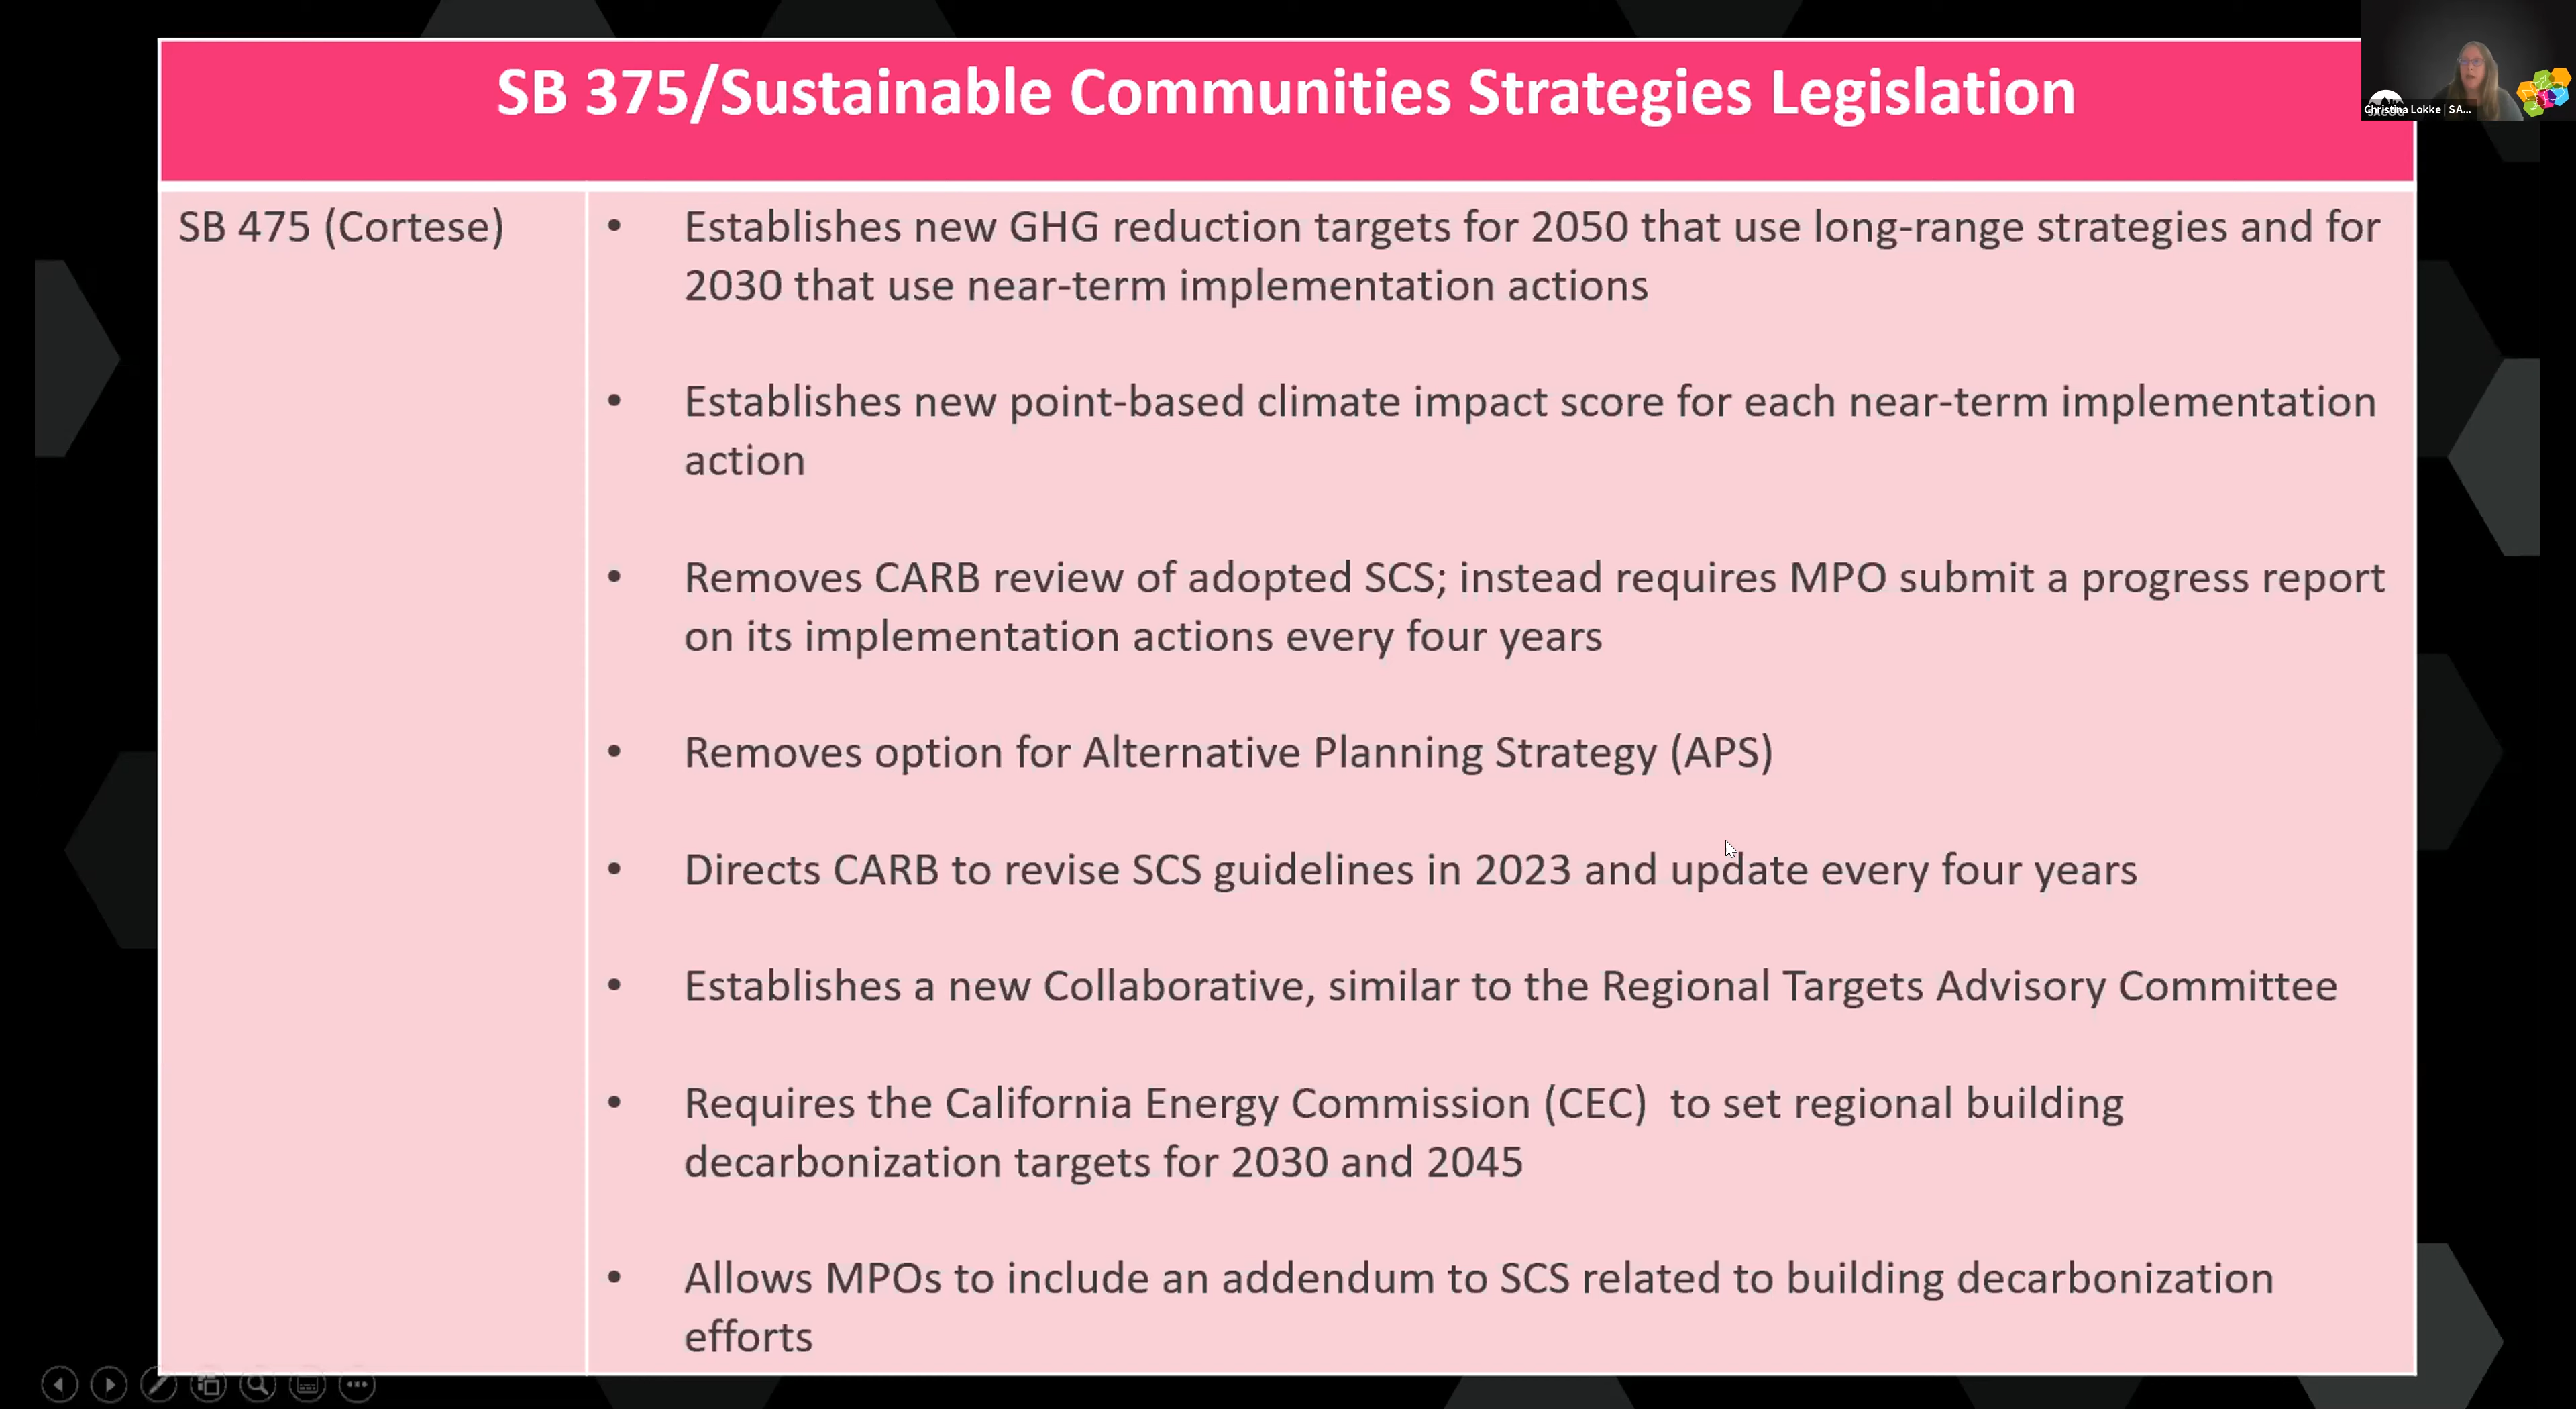 SB 375/Sustainable Communities Strategies Legislation
Christina Lokke | SA...
SACOG
SB 475 (Cortese)
• Establishes new GHG reduction targets for 2050 that use long-range strategies and for
2030 that use near-term implementation actions
• Establishes new point-based climate impact score for each near-term implementation
action
• Removes CARB review of adopted SCS; instead requires MPO submit a progress report
on its implementation actions every four years
• Removes option for Alternative Planning Strategy (APS)
• Directs CARB to revise SCS guidelines in 2023 and update every four years
• Establishes a new Collaborative, similar to the Regional Targets Advisory Committee
• Requires the California Energy Commission (CEC)  to set regional building
decarbonization targets for 2030 and 2045
• Allows MPOs to include an addendum to SCS related to building decarbonization
efforts